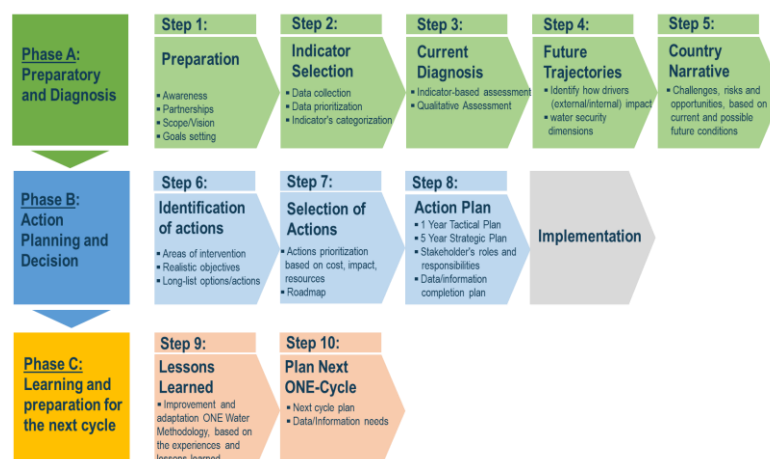 Phase A:
Preparatory
and Diagnosis
Step 1:
Preparation
▪ Awareness
▪ Partnerships
▪ Scope/Vision
▪ Goals setting
Step 2:
Indicator
Selection
▪ Data collection
▪ Data prioritization
▪ Indicator's categorization
Step 3:
Current
Diagnosis
▪ Indicator-based assessment
▪ Qualitative Assessment
Step 4:
Future
Trajectories
▪ Identify how drivers
(external/internal) impact
▪ water security
dimensions
Step 5:
Country
Narrative
▪ Challenges, risks and
opportunities, based on
current and possible
future conditions
Phase B:
Action
Planning and
Decision
Step 6:
Identification
of actions
▪ Areas of intervention
▪ Realistic objectives
▪ Long-list options/actions
Step 7:
Selection of
Actions
▪ Actions prioritization
based on cost, impact,
resources
▪ Roadmap
Step 8:
Action Plan
▪ 1 Year Tactical Plan
▪ 5 Year Strategic Plan
▪ Stakeholder's roles and
responsibilities
▪ Data/information
completion plan
Implementation
Phase C:
Learning and
preparation for
the next cycle
Step 9:
Lessons
Learned
▪ Improvement and
adaptation ONE Water
Methodology, based on
the experiences and
lessons learned
Step 10:
Plan Next
ONE-Cycle
▪ Next cycle plan
▪ Data/Information needs